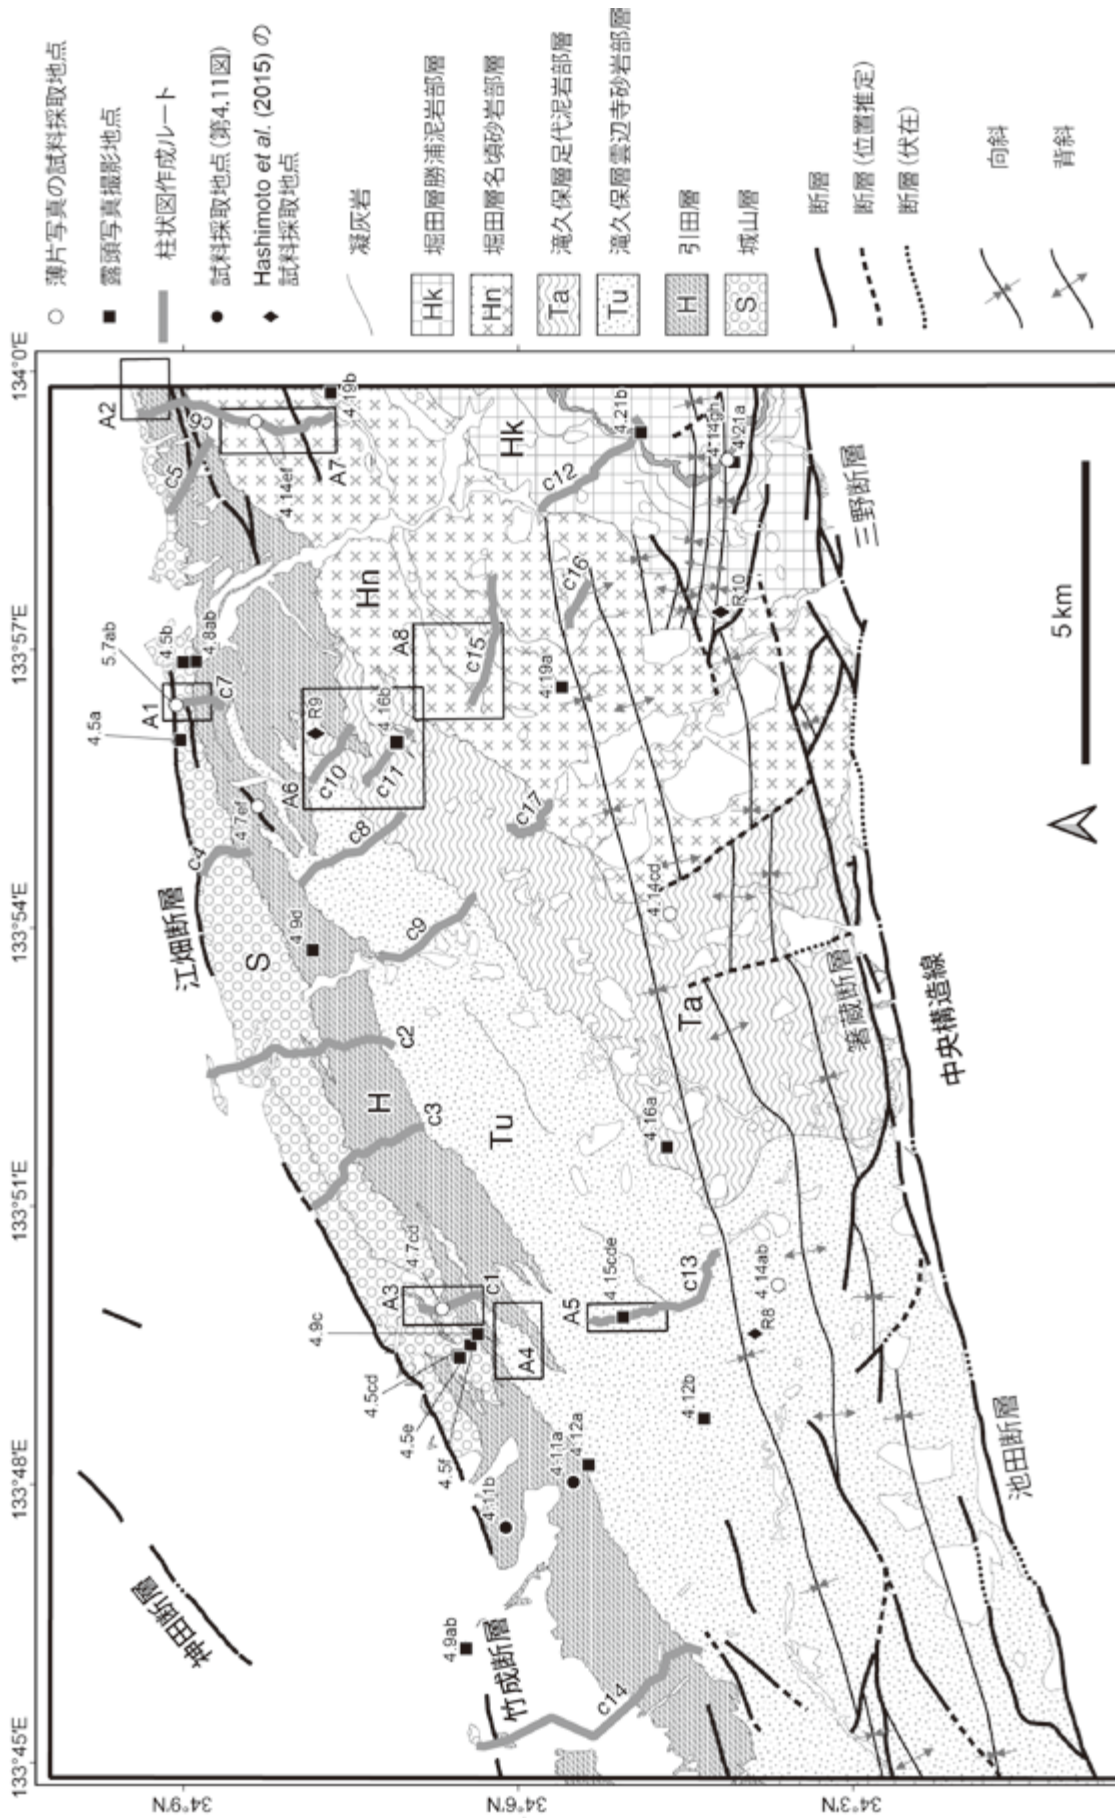 133°45'E
133°48'E
133°51'E
133°54'E
133°57'E
134°0'E
34°9'N
34°6'N
34°3'N
神田断層
江畑断層
竹成断層
池田断層
箸蔵断層
三野断層
中央構造線
S
H
Tu
Ta
Hn
Hk
A1
A2
A3
A4
A5
A6
A7
A8
c1
c2
c3
c4
c5
c6
c7
c8
c9
c10
c11
c12
c13
c14
c15
c16
c17
R8
R9
R10
4.5a
4.5b
4.5cd
4.5e
4.5f
4.7cd
4.7ef
4.8ab
4.9ab
4.9c
4.9d
4.11a
4.11b
4.12a
4.12b
4.14ab
4.14cd
4.14ef
4.14gh
4.15cde
4.16a
4.16b
4.19a
4.19b
4.21a
4.21b
5.7ab
5 km
薄片写真の試料採取地点
露頭写真撮影地点
柱状図作成ルート
試料採取地点(第4.11図)
Hashimoto et al. (2015) の
試料採取地点
凝灰岩
Hk 堀田層勝浦泥岩部層
Hn 堀田層名頃砂岩部層
Ta 滝久保層足代泥岩部層
Tu 滝久保層雲辺寺砂岩部層
H 引田層
S 城山層
断層
断層(位置推定)
断層(伏在)
向斜
背斜